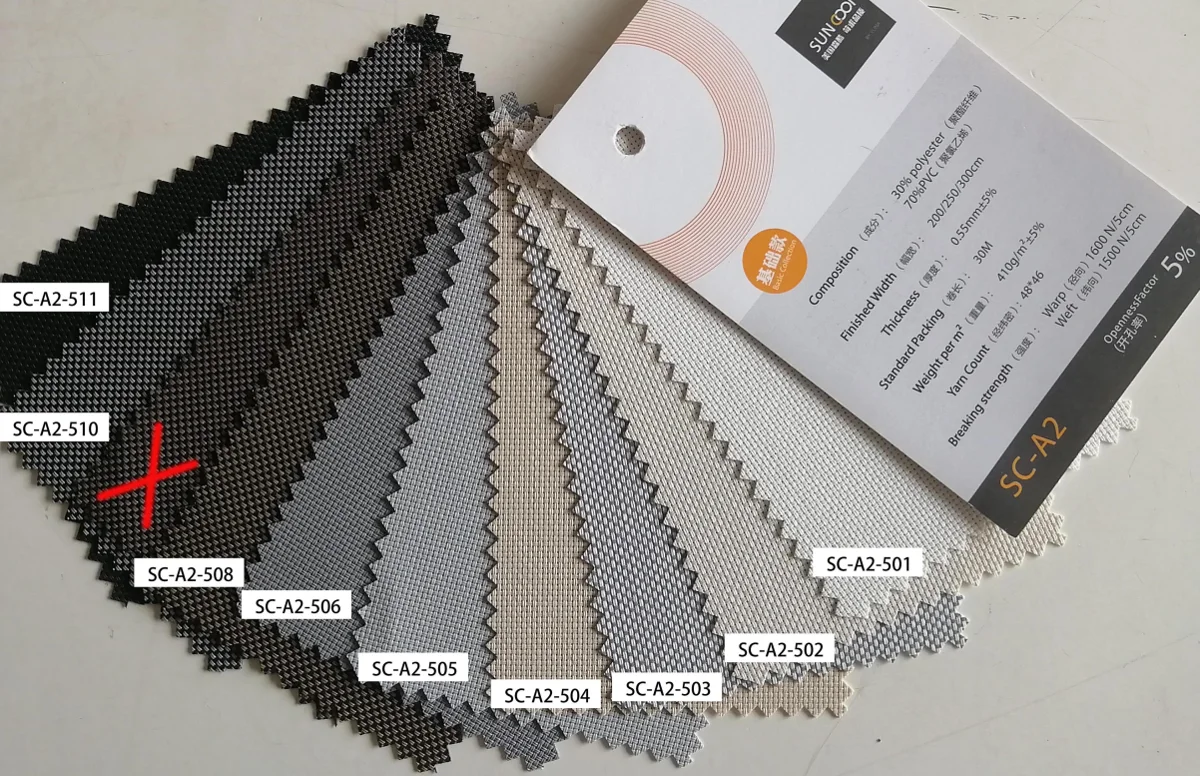 SUNCOOL
基础款
Basic Collection
Composition（成分）： 30% polyester（聚酯纤维）
70%PVC（聚氯乙烯）
Finished Width（幅宽）： 200/250/300cm
Thickness（厚度）： 0.55mm±5%
Standard Packing（卷长）： 30M
Weight per m²（重量）： 410g/m²±5%
Yarn Count（经纬密）：48*46
Breaking strength（强度）： Warp（径向）1600 N/5cm
Weft（纬向）1500 N/5cm
OpennessFactor 5%
(开孔率)
SC-A2
SC-A2-511
SC-A2-510
SC-A2-508
SC-A2-506
SC-A2-505
SC-A2-504
SC-A2-503
SC-A2-502
SC-A2-501